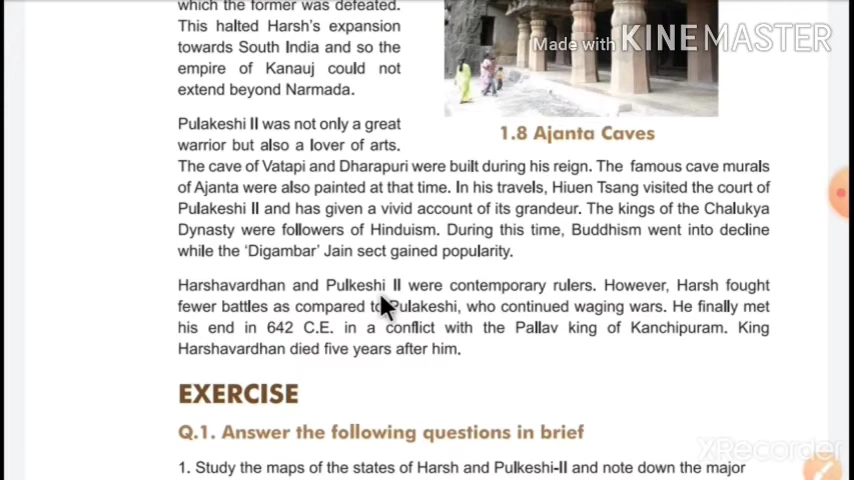 which the former was defeated.
This halted Harsh's expansion
towards South India and so the
empire of Kanauj could not
extend beyond Narmada.
Made with KINEMASTER
1.8 Ajanta Caves
Pulakeshi II was not only a great
warrior but also a lover of arts.
The cave of Vatapi and Dharapuri were built during his reign. The famous cave murals
of Ajanta were also painted at that time. In his travels, Hiuen Tsang visited the court of
Pulakeshi II and has given a vivid account of its grandeur. The kings of the Chalukya
Dynasty were followers of Hinduism. During this time, Buddhism went into decline
while the 'Digambar' Jain sect gained popularity.
Harshavardhan and Pulkeshi II were contemporary rulers. However, Harsh fought
fewer battles as compared to Pulakeshi, who continued waging wars. He finally met
his end in 642 C.E. in a conflict with the Pallav king of Kanchipuram. King
Harshavardhan died five years after him.
EXERCISE
Q.1. Answer the following questions in brief
1. Study the maps of the states of Harsh and Pulkeshi-II and note down the major
XRecorder